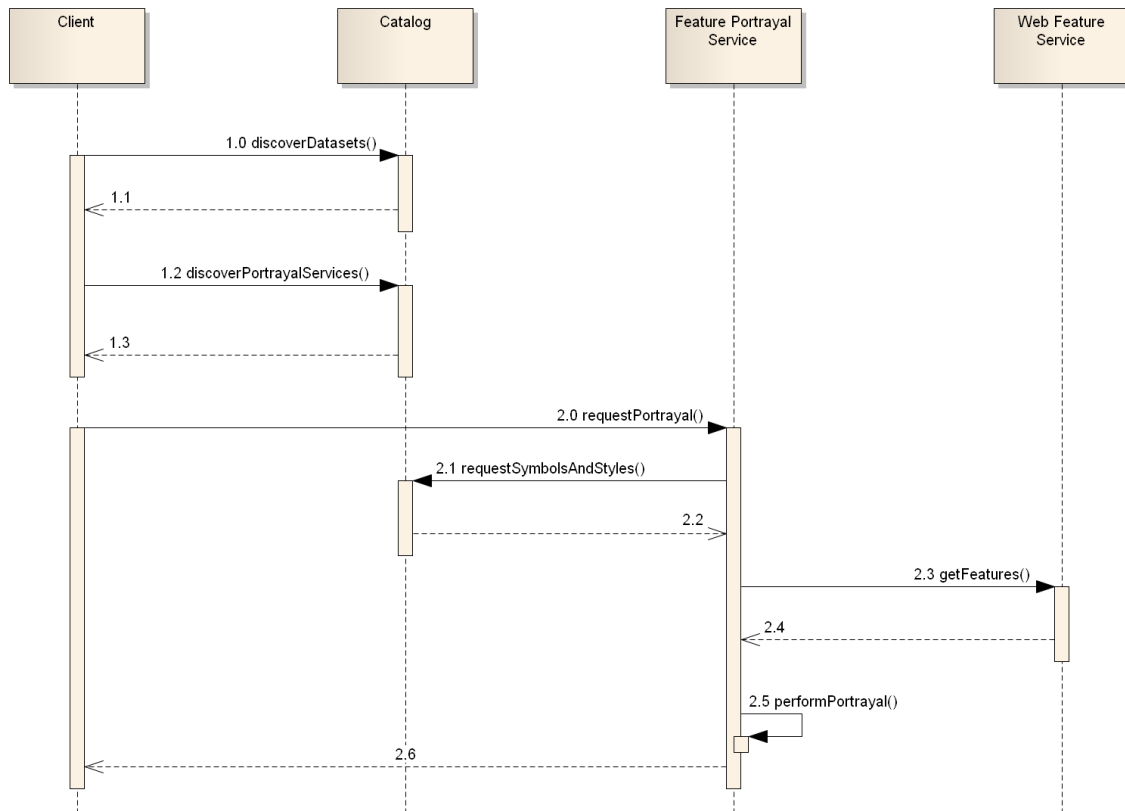 Client
Catalog
Feature Portrayal
Service
Web Feature
Service
1.0 discoverDatasets()
1.1
1.2 discoverPortrayalServices()
1.3
2.0 requestPortrayal()
2.1 requestSymbolsAndStyles()
2.2
2.3 getFeatures()
2.4
2.5 performPortrayal()
2.6